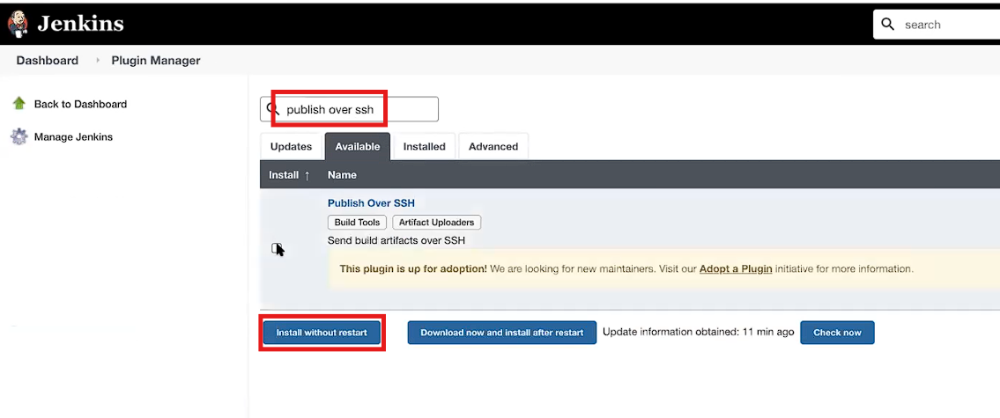 Jenkins
search
Dashboard Plugin Manager
Back to Dashboard
Manage Jenkins
publish over ssh
Updates Available Installed Advanced
Install ↑ Name
Publish Over SSH
Build Tools Artifact Uploaders
Send build artifacts over SSH
This plugin is up for adoption! We are looking for new maintainers. Visit our Adopt a Plugin initiative for more information.
Install without restart Download now and install after restart Update information obtained: 11 min ago Check now